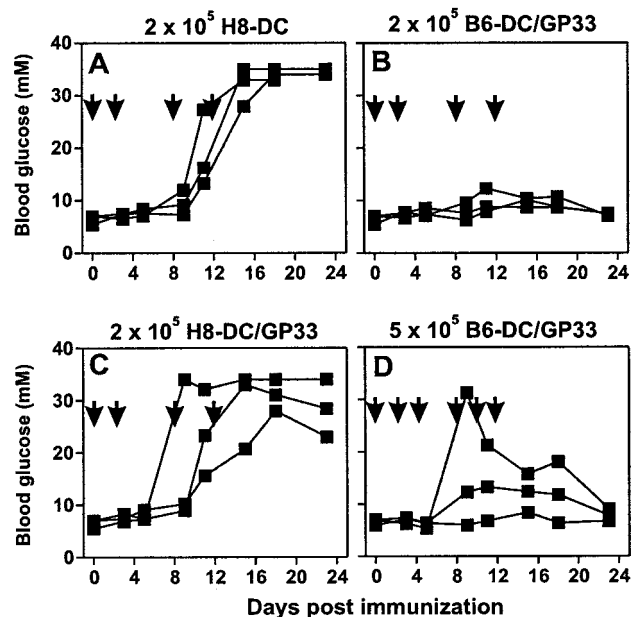 2 x 10⁵ H8-DC
2 x 10⁵ B6-DC/GP33
A
B
Blood glucose (mM)
40
30
20
10
0
0 4 8 12 16 20 24
0 4 8 12 16 20 24
2 x 10⁵ H8-DC/GP33
5 x 10⁵ B6-DC/GP33
C
D
Blood glucose (mM)
40
30
20
10
0
0 4 8 12 16 20 24
0 4 8 12 16 20 24
Days post immunization